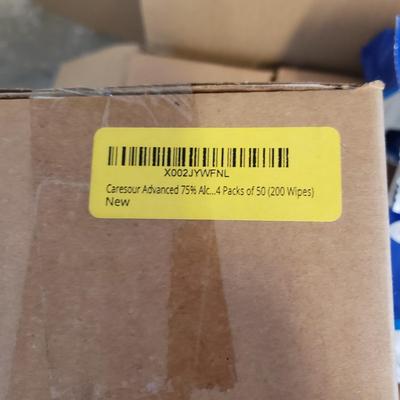 X002JYWFNL
Caresour Advanced 75% Alc...4 Packs of 50 (200 Wipes)
New